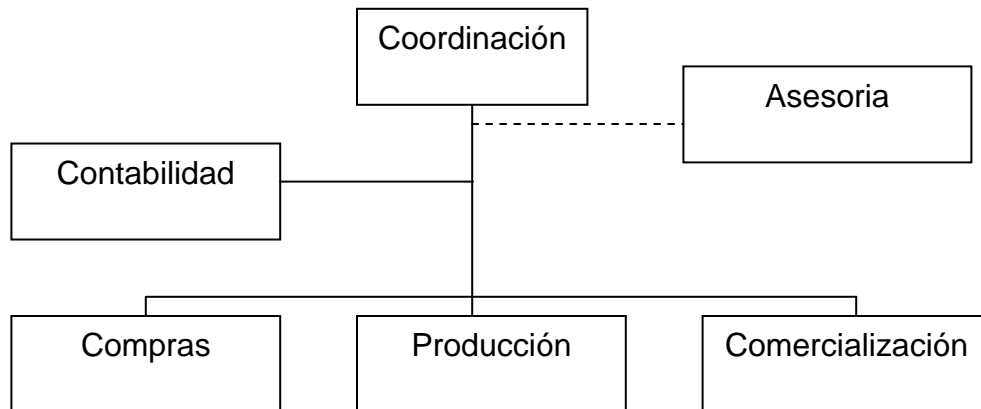 Coordinación
Asesoria
Contabilidad
Compras
Producción
Comercialización